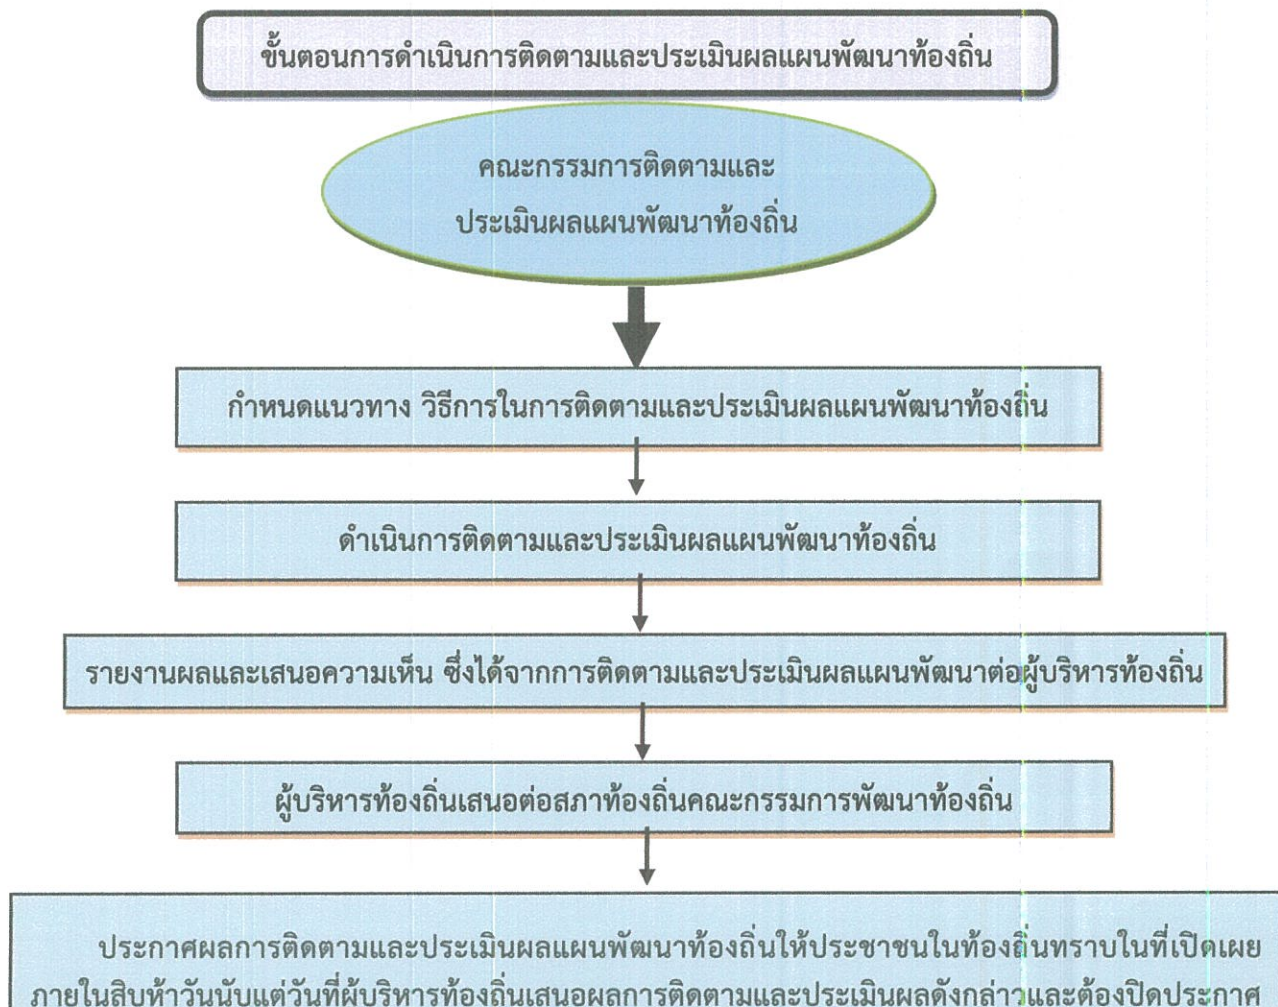 ขั้นตอนการดำเนินการติดตามและประเมินผลแผนพัฒนาท้องถิ่น
คณะกรรมการติดตามและ
ประเมินผลแผนพัฒนาท้องถิ่น
กำหนดแนวทาง วิธีการในการติดตามและประเมินผลแผนพัฒนาท้องถิ่น
ดำเนินการติดตามและประเมินผลแผนพัฒนาท้องถิ่น
รายงานผลและเสนอความเห็น ซึ่งได้จากการติดตามและประเมินผลแผนพัฒนาต่อผู้บริหารท้องถิ่น
ผู้บริหารท้องถิ่นเสนอต่อสภาท้องถิ่นคณะกรรมการพัฒนาท้องถิ่น
ประกาศผลการติดตามและประเมินผลแผนพัฒนาท้องถิ่นให้ประชาชนในท้องถิ่นทราบในที่เปิดเผย
ภายในสิบห้าวันนับแต่วันที่ผู้บริหารท้องถิ่นเสนอผลการติดตามและประเมินผลดังกล่าวและต้องปิดประกาศ